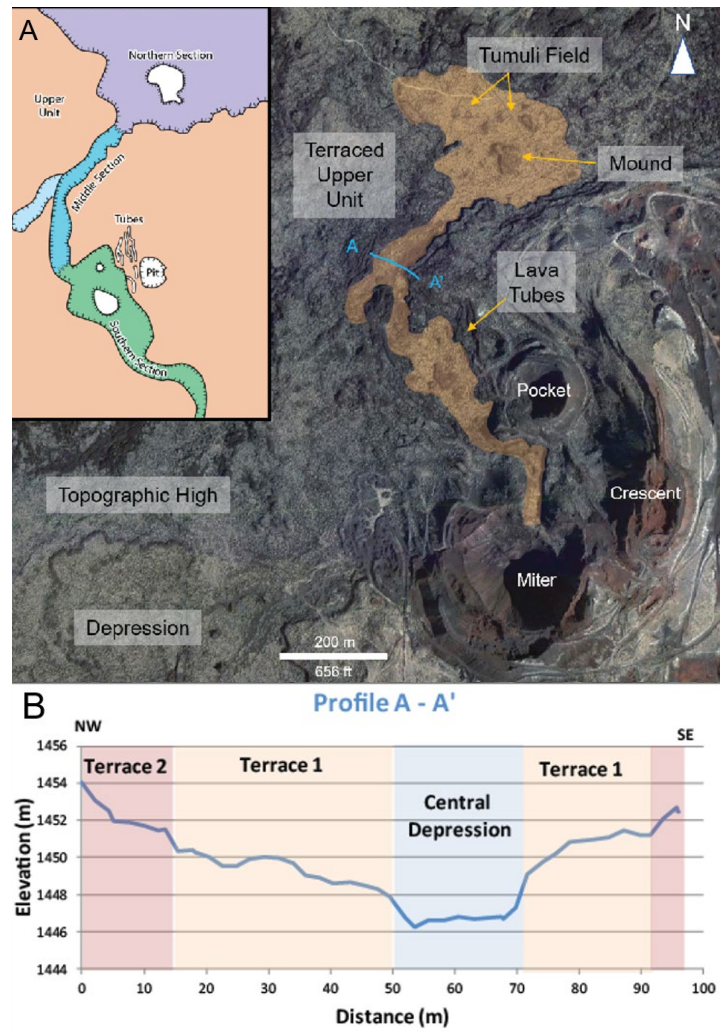 A
Northern Section
Upper
Unit
Middle Section
Tubes
Pit
Southern Section
N
Tumuli Field
Terraced
Upper
Unit
Mound
A
A'
Lava
Tubes
Pocket
Topographic High
Crescent
Miter
Depression
200 m
656 ft
B
Profile A - A'
NW
SE
1456
1454
1452
1450
1448
1446
1444
Elevation (m)
Terrace 2
Terrace 1
Central
Depression
Terrace 1
0
10
20
30
40
50
60
70
80
90
100
Distance (m)